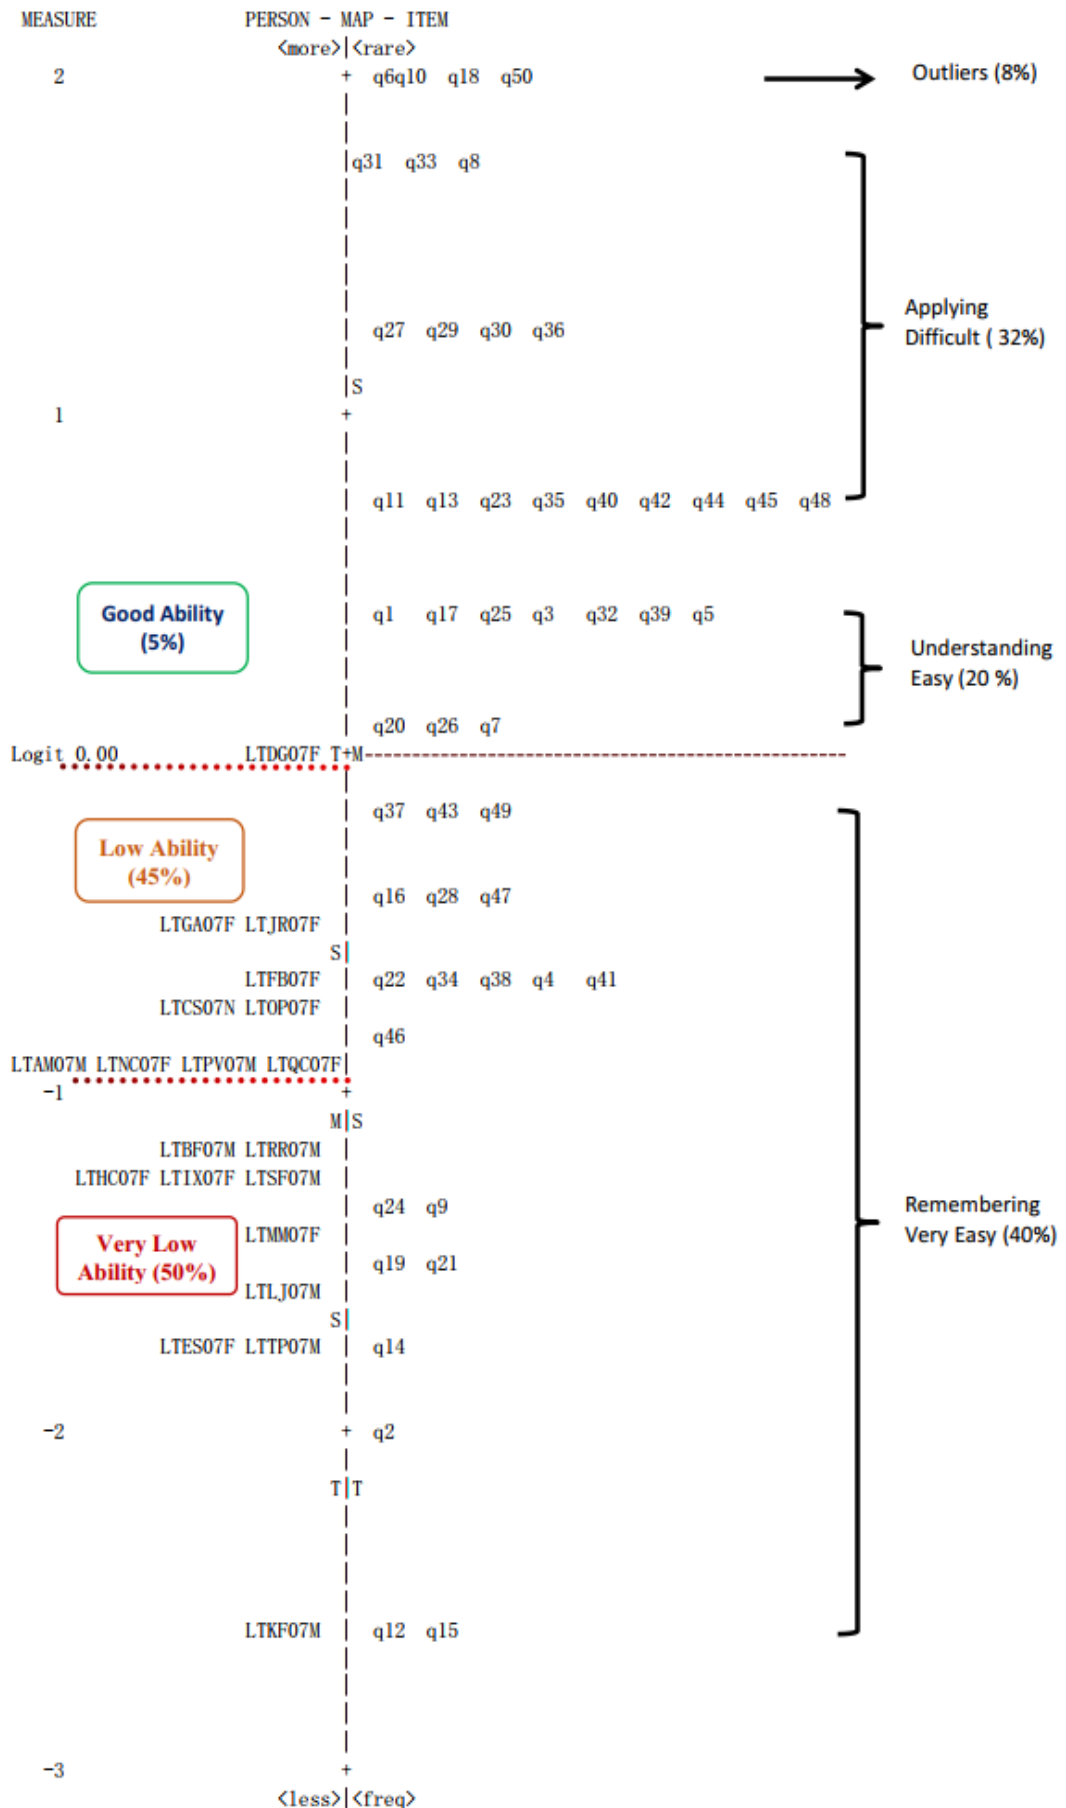 MEASURE PERSON - MAP - ITEM
<more>|<rare>
2 + q6q10 q18 q50 Outliers (8%)
|q31 q33 q8
Applying
Difficult ( 32%)
q27 q29 q30 q36
|S
1 +
q11 q13 q23 q35 q40 q42 q44 q45 q48
Good Ability
(5%)
q1 q17 q25 q3 q32 q39 q5
Understanding
Easy (20 %)
q20 q26 q7
Logit 0.00 LTDG07F T+M
q37 q43 q49
Low Ability
(45%)
q16 q28 q47
LTGA07F LTJR07F
S|
LTFB07F q22 q34 q38 q4 q41
LTCS07N LTOP07F
q46
LTAM07M LTNC07F LTPV07M LTQC07F|
-1 +
M|S
LTBF07M LTRR07M
LTHC07F LTIX07F LTSF07M
q24 q9
Remembering
Very Easy (40%)
Very Low
Ability (50%)
LTMM07F
q19 q21
LTLJ07M
S|
LTES07F LTTP07M q14
-2 + q2
T|T
LTKF07M | q12 q15
-3 +
<less>|<freq>